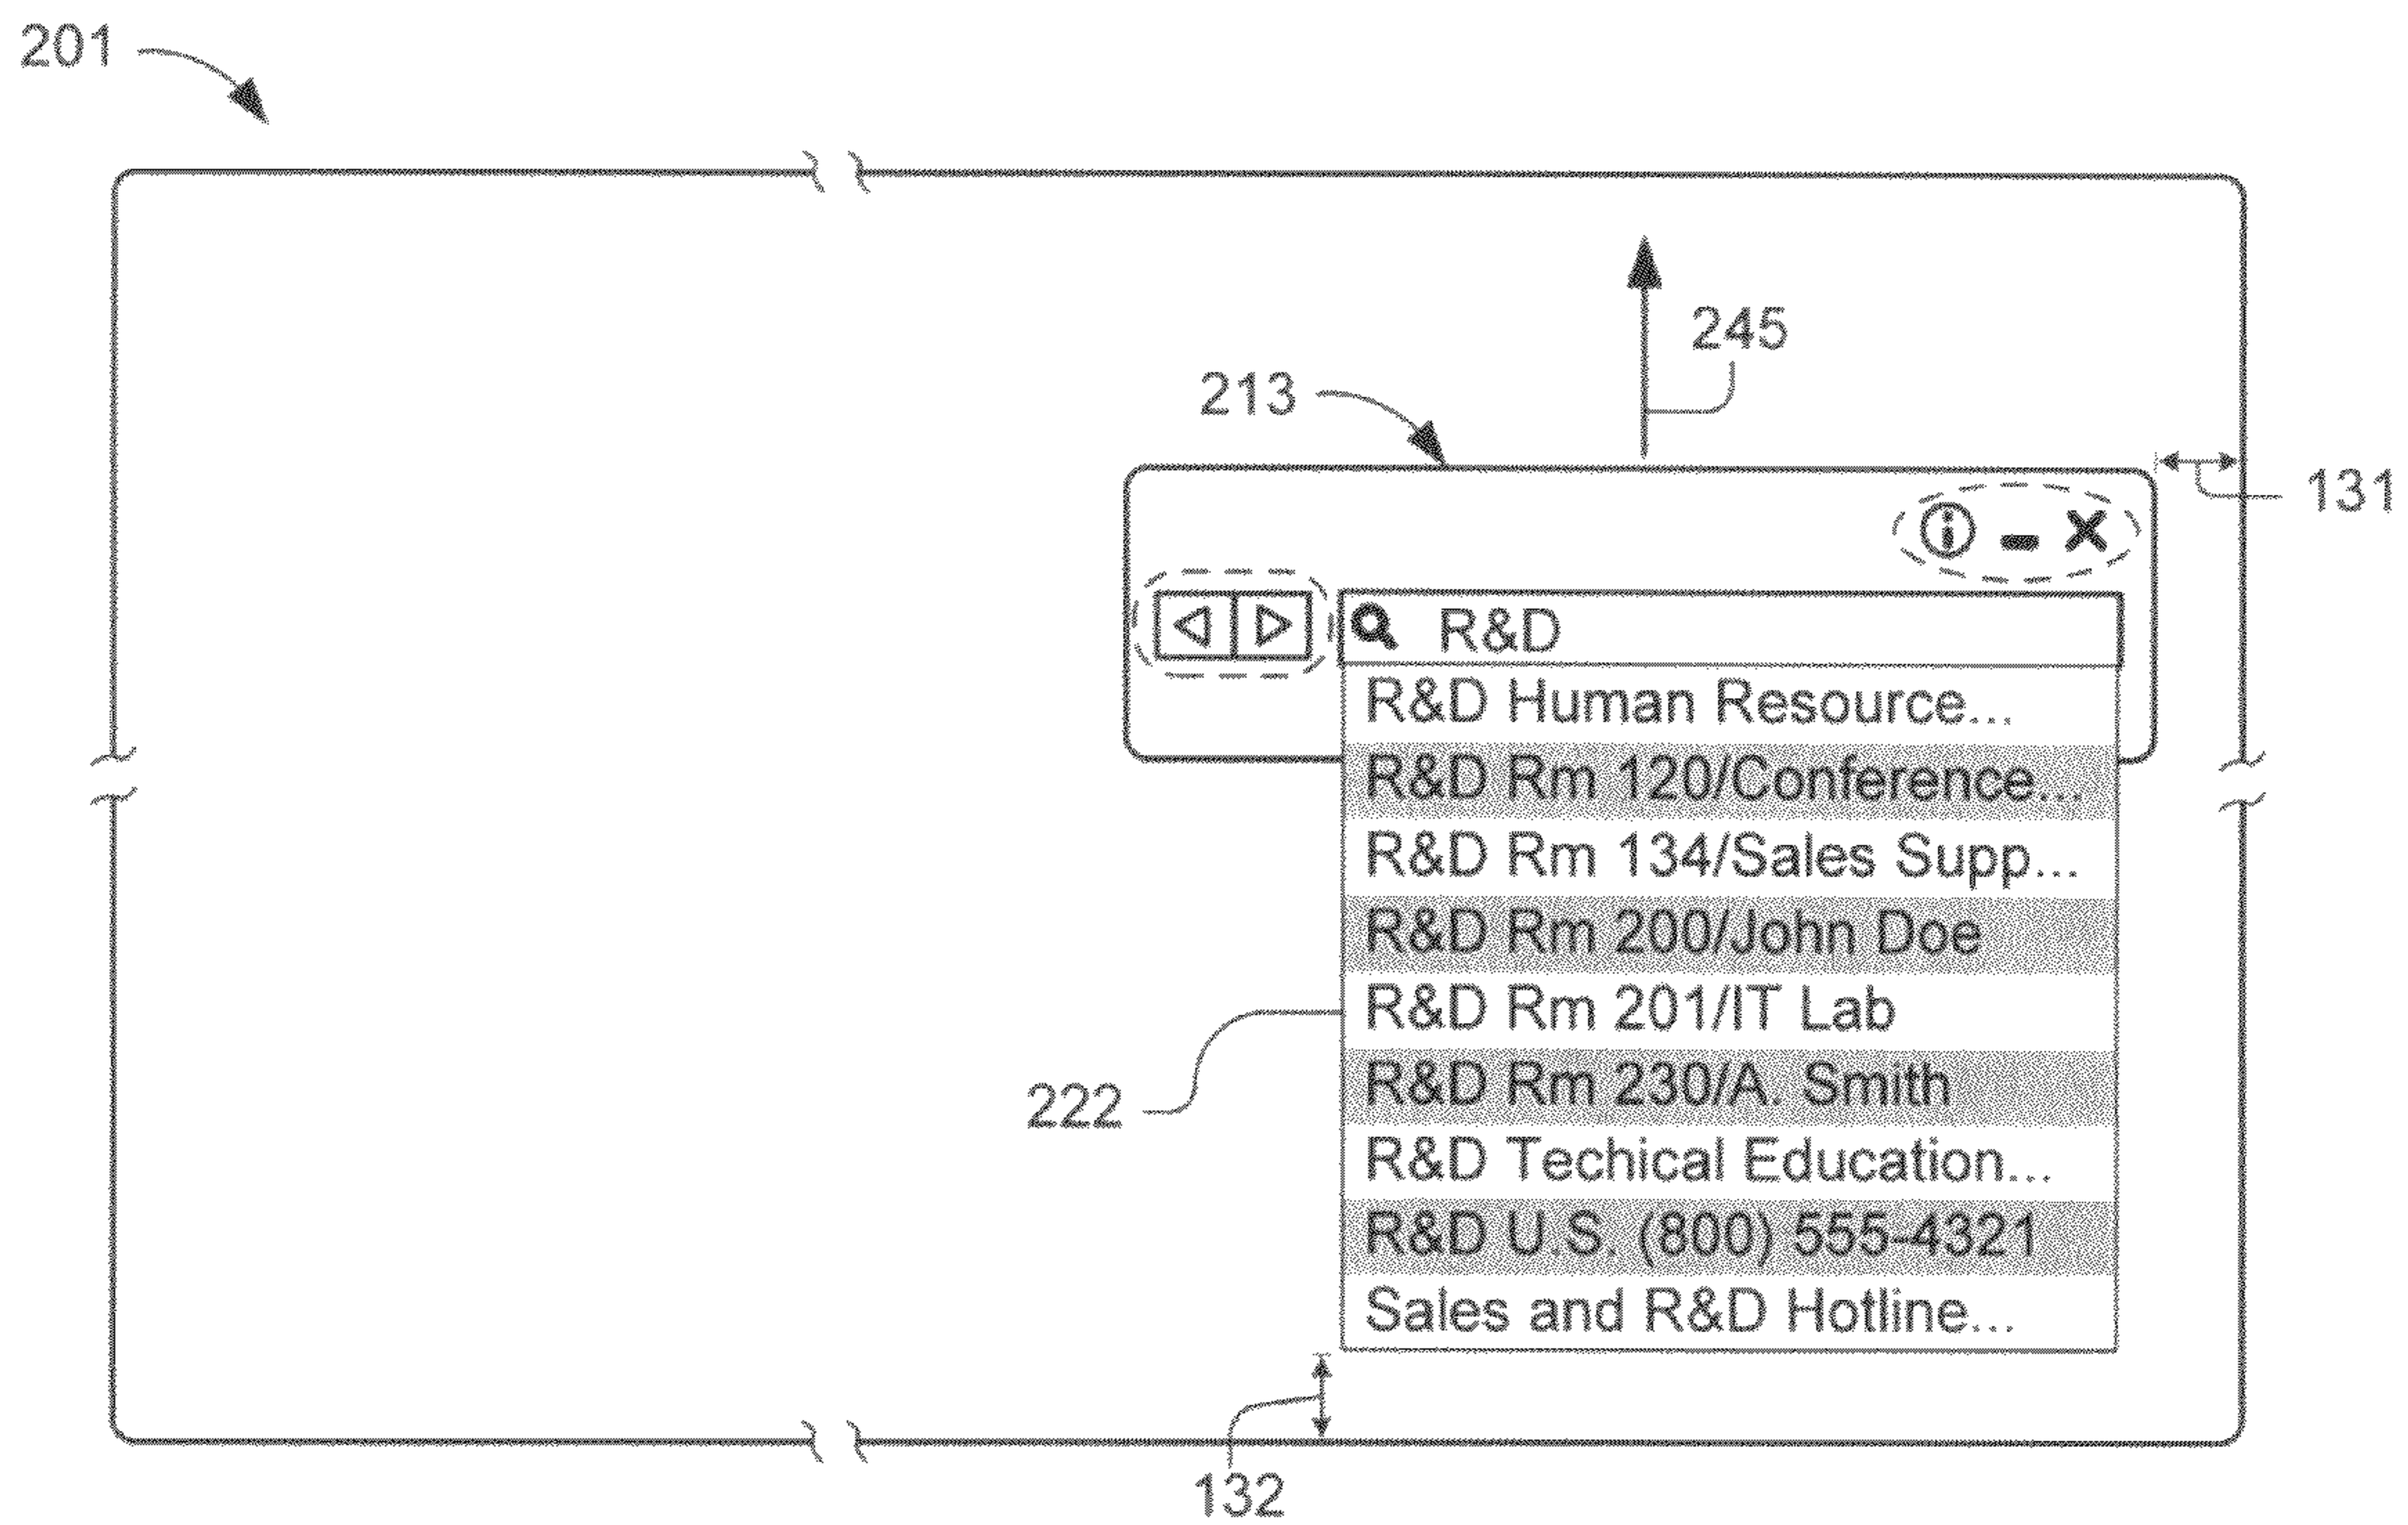 201
245
213
131
R&D
R&D Human Resource...
R&D Rm 120/Conference...
R&D Rm 134/Sales Supp...
R&D Rm 200/John Doe
R&D Rm 201/IT Lab
222
R&D Rm 230/A. Smith
R&D Techical Education...
R&D U.S. (800) 555-4321
Sales and R&D Hotline...
132